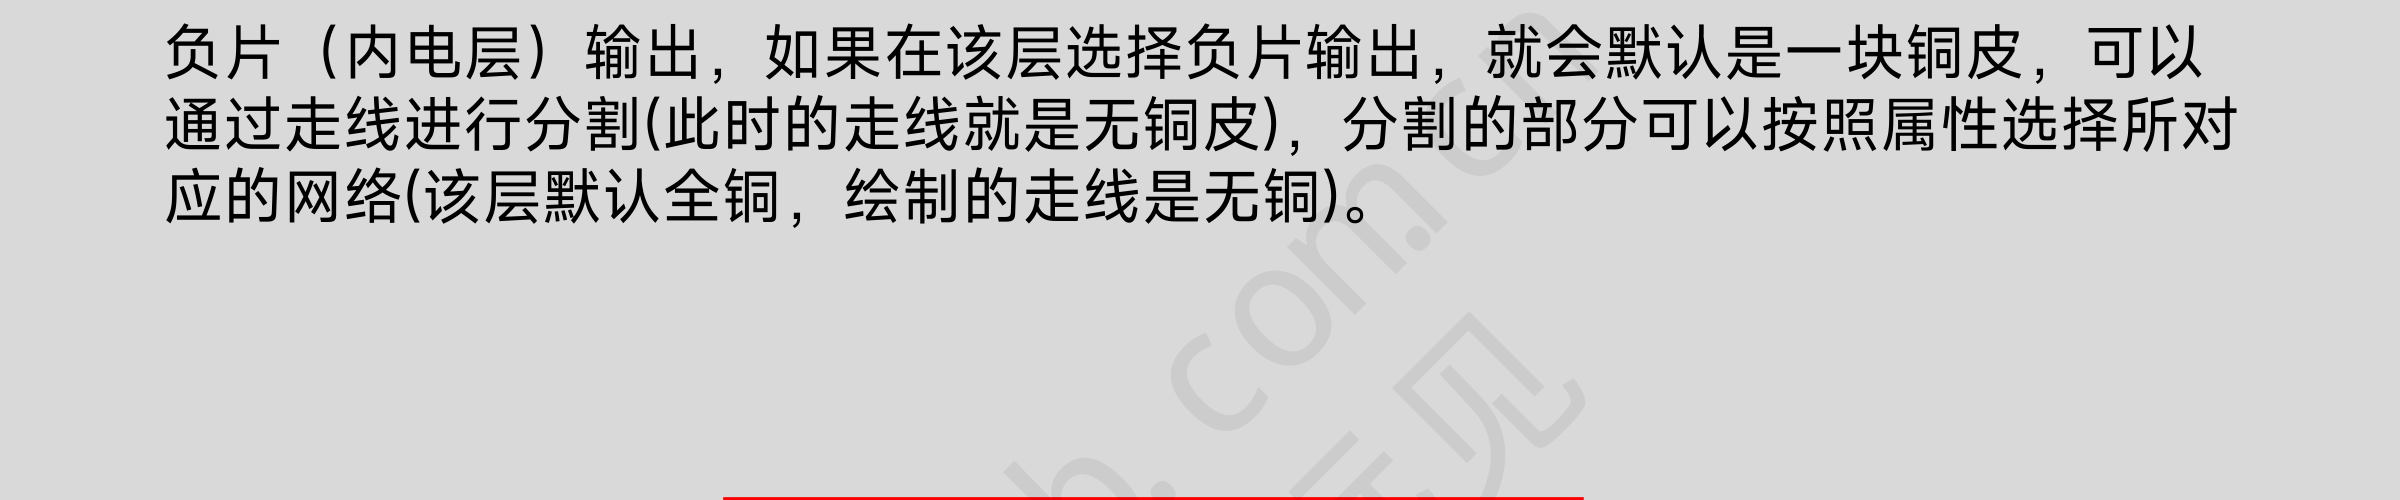 负片（内电层）输出，如果在该层选择负片输出，就会默认是一块铜皮，可以
通过走线进行分割(此时的走线就是无铜皮)，分割的部分可以按照属性选择所对
应的网络(该层默认全铜，绘制的走线是无铜)。
com.cn
见